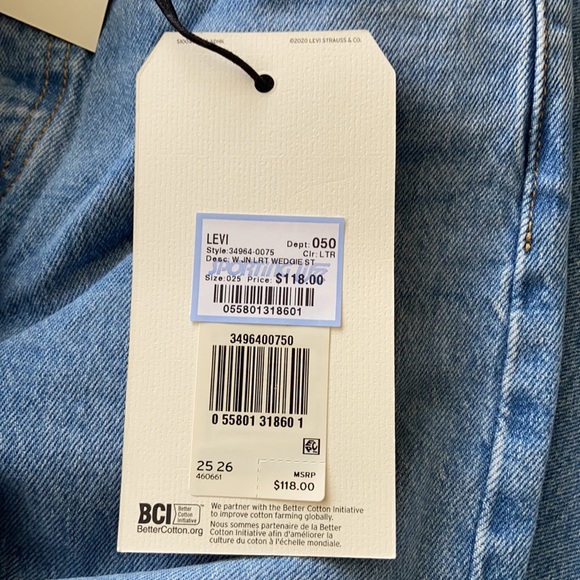 ©2020 LEVI STRAUSS & CO.
LEVI Dept: 050
Style:34964-0075 Clr: LTR
Desc: W JN LRT WEDGIE ST
SPORTING LIFE
Size:025 Price: $118.00
055801318601
3496400750
0 55801 31860 1
25 26
460661
MSRP
$118.00
BCI Better Cotton Initiative
BetterCotton.org
We partner with the Better Cotton Initiative
to improve cotton farming globally.
Nous sommes partenaire de la Better
Cotton Initiative afin d'améliorer la
culture du coton à l'échelle mondiale.